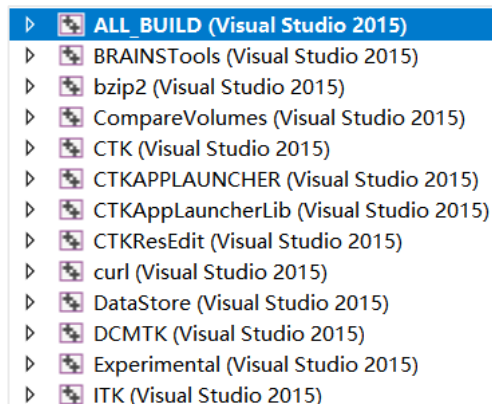 ALL_BUILD (Visual Studio 2015)
BRAINSTools (Visual Studio 2015)
bzip2 (Visual Studio 2015)
CompareVolumes (Visual Studio 2015)
CTK (Visual Studio 2015)
CTKAPPLAUNCHER (Visual Studio 2015)
CTKAppLauncherLib (Visual Studio 2015)
CTKResEdit (Visual Studio 2015)
curl (Visual Studio 2015)
DataStore (Visual Studio 2015)
DCMTK (Visual Studio 2015)
Experimental (Visual Studio 2015)
ITK (Visual Studio 2015)